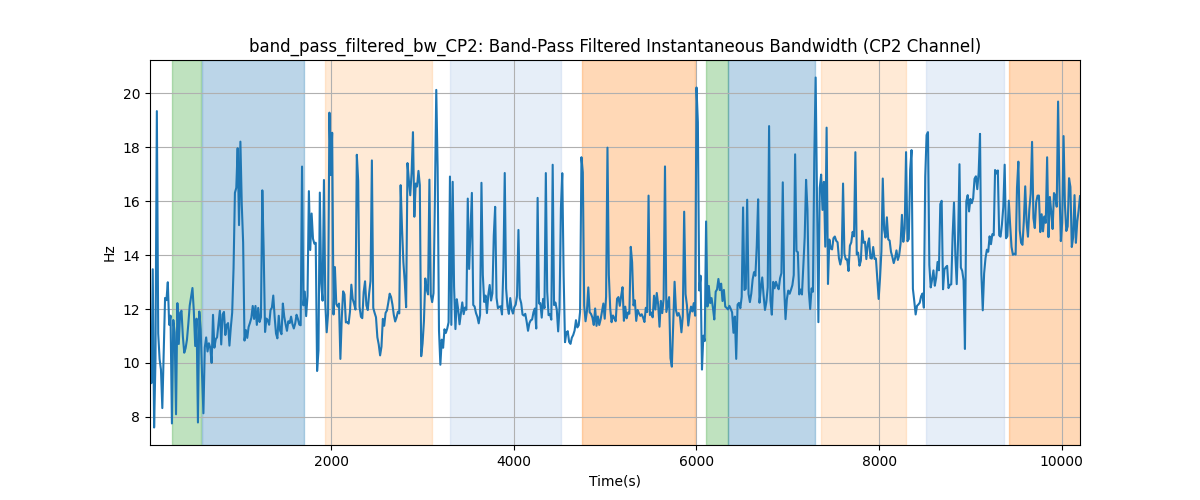 band_pass_filtered_bw_CP2: Band-Pass Filtered Instantaneous Bandwidth (CP2 Channel)
20
18
16
14
12
10
8
Hz
2000 4000 6000 8000 10000
Time(s)